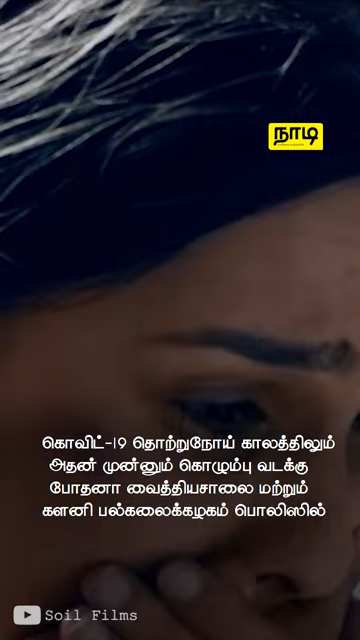 நாடி
கொவிட்-19 தொற்றுநோய் காலத்திலும்
அதன் முன்னும் கொழும்பு வடக்கு
போதனா வைத்தியசாலை மற்றும்
களனி பல்கலைக்கழகம் பொலிஸில்
Soil Films